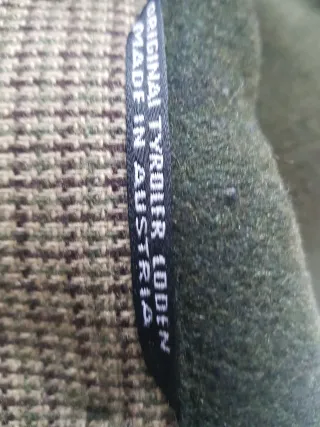 ORIGINAL TYROLER LODEN
MADE IN AUSTRIA